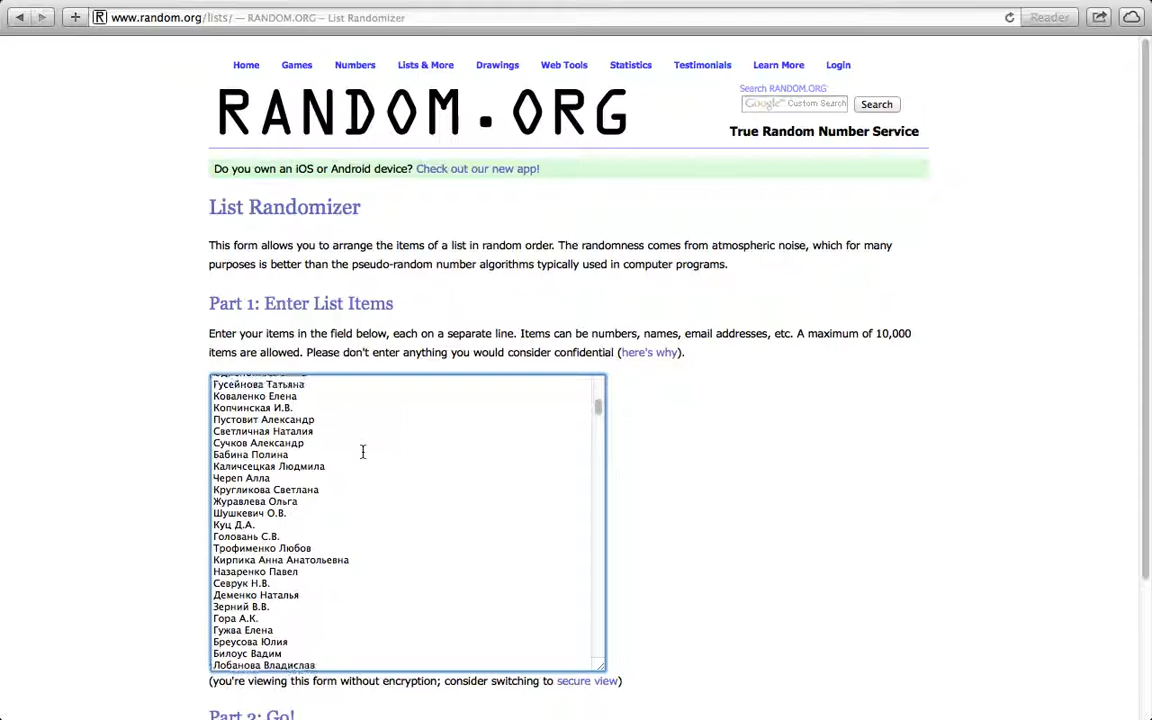 www.random.org/lists/ — RANDOM.ORG – List Randomizer
Reader
Home Games Numbers Lists & More Drawings Web Tools Statistics Testimonials Learn More Login
RANDOM.ORG
Search RANDOM.ORG
Google™ Custom Search Search
True Random Number Service
Do you own an iOS or Android device? Check out our new app!
List Randomizer
This form allows you to arrange the items of a list in random order. The randomness comes from atmospheric noise, which for many
purposes is better than the pseudo-random number algorithms typically used in computer programs.
Part 1: Enter List Items
Enter your items in the field below, each on a separate line. Items can be numbers, names, email addresses, etc. A maximum of 10,000
items are allowed. Please don't enter anything you would consider confidential (here's why).
Гусейнова Татьяна
Коваленко Елена
Копчинская И.В.
Пустовит Александр
Светличная Наталия
Сучков Александр
Бабина Полина
Каличсецкая Людмила
Череп Алла
Кругликова Светлана
Журавлева Ольга
Шушкевич О.В.
Куц Д.А.
Головань С.В.
Трофименко Любов
Кирпика Анна Анатольевна
Назаренко Павел
Севрук Н.В.
Деменко Наталья
Зерний В.В.
Гора А.К.
Гужва Елена
Бреусова Юлия
Билоус Вадим
Лобанова Владислав
(you're viewing this form without encryption; consider switching to secure view)
Part 2: Go!